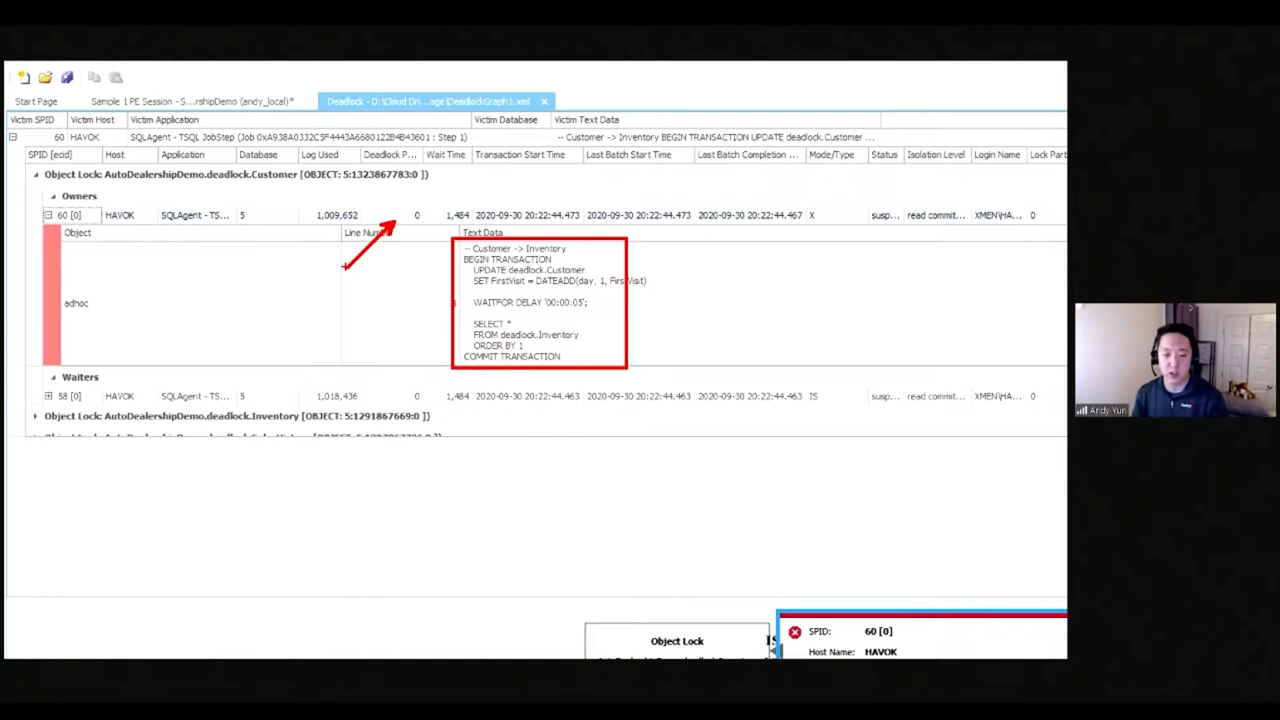 Start Page Sample 1 PE Session - S...rshipDemo (andy_local)* Deadlock - D:\Cloud Dri...age\DeadlockGraph1.xml
Victim SPID Victim Host Victim Application Victim Database Victim Text Data
60 HAVOK SQLAgent - TSQL JobStep (Job 0xA938A0332C5F4443A6680122B4B43601 : Step 1) -- Customer -> Inventory BEGIN TRANSACTION UPDATE deadlock.Customer ...
SPID [ecid] Host Application Database Log Used Deadlock P... Wait Time Transaction Start Time Last Batch Start Time Last Batch Completion ... Mode/Type Status Isolation Level Login Name Lock Part
Object Lock: AutoDealershipDemo.deadlock.Customer [OBJECT: 5:1323867783:0 ])
Owners
60 [0] HAVOK SQLAgent - TS... 5 1,009,652 0 1,484 2020-09-30 20:22:44.473 2020-09-30 20:22:44.473 2020-09-30 20:22:44.467 X susp... read commit... XMEN\HA... 0
Object Text Data
-- Customer -> Inventory
BEGIN TRANSACTION
UPDATE deadlock.Customer
SET FirstVisit = DATEADD(day, 1, FirstVisit)
adhoc
WAITFOR DELAY '00:00:05';
SELECT *
FROM deadlock.Inventory
ORDER BY 1
COMMIT TRANSACTION
Waiters
58 [0] HAVOK SQLAgent - TS... 5 1,018,436 0 1,484 2020-09-30 20:22:44.463 2020-09-30 20:22:44.463 2020-09-30 20:22:44.463 IS susp... read commit... XMEN\HA... 0
Object Lock: AutoDealershipDemo.deadlock.Inventory [OBJECT: 5:1291867669:0 ])
Andy Yun
Object Lock IS
SPID: 60 [0]
Host Name: HAVOK